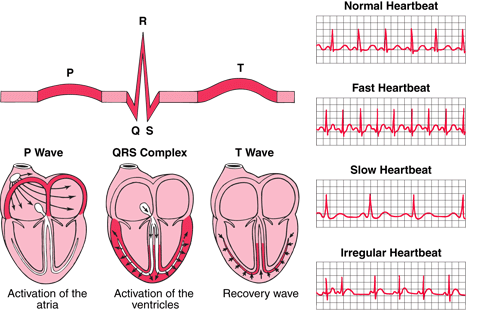 R
P
T
Q S
P Wave
QRS Complex
T Wave
Activation of the
atria
Activation of the
ventricles
Recovery wave
Normal Heartbeat
Fast Heartbeat
Slow Heartbeat
Irregular Heartbeat